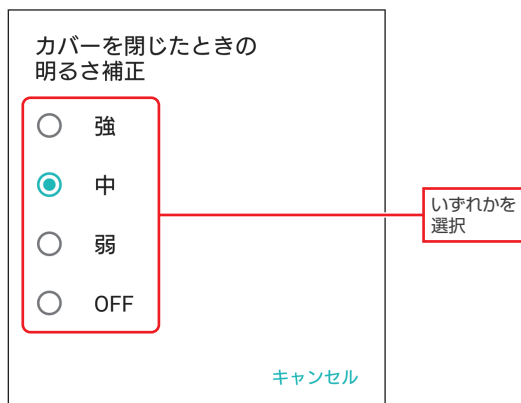 カバーを閉じたときの
明るさ補正
強
中
弱
OFF
キャンセル
いずれかを
選択